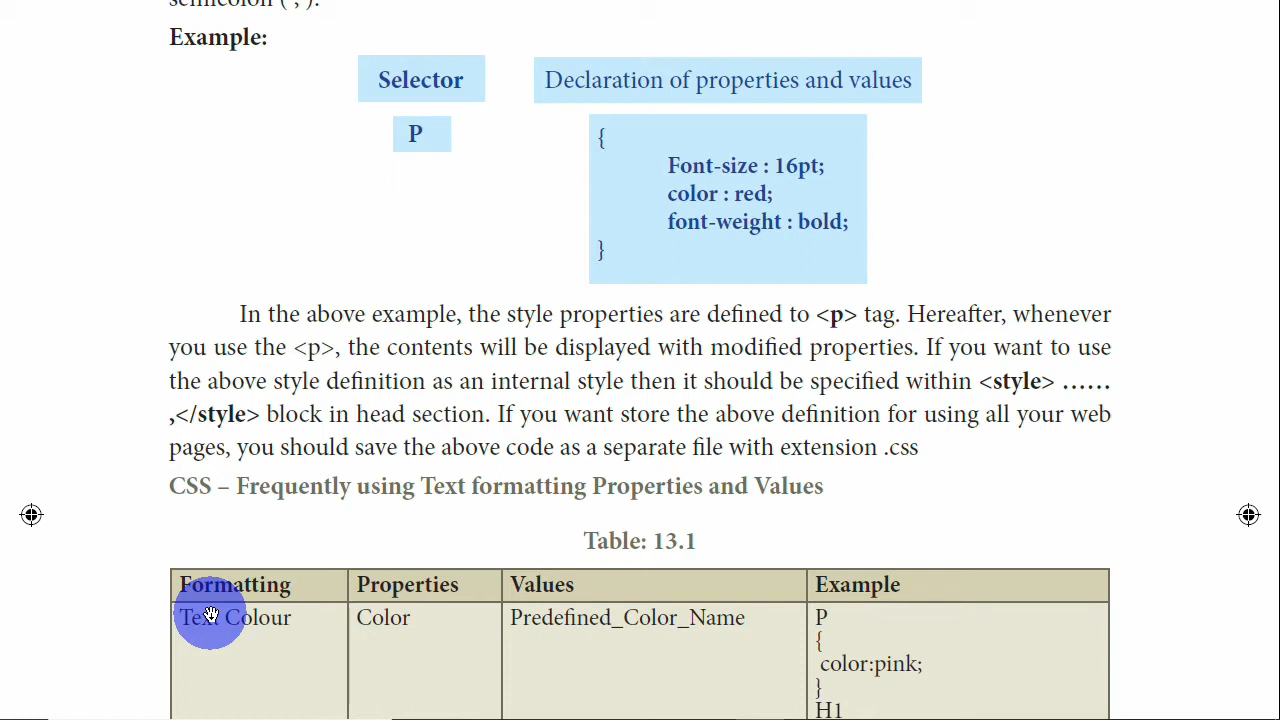 semicolon ( ; ).
Example:
Selector Declaration of properties and values
P {
Font-size : 16pt;
color : red;
font-weight : bold;
}
In the above example, the style properties are defined to <p> tag. Hereafter, whenever
you use the <p>, the contents will be displayed with modified properties. If you want to use
the above style definition as an internal style then it should be specified within <style> ……
,</style> block in head section. If you want store the above definition for using all your web
pages, you should save the above code as a separate file with extension .css
CSS – Frequently using Text formatting Properties and Values
Table: 13.1
Formatting Properties Values Example
Text Colour Color Predefined_Color_Name P
{
color:pink;
}
H1